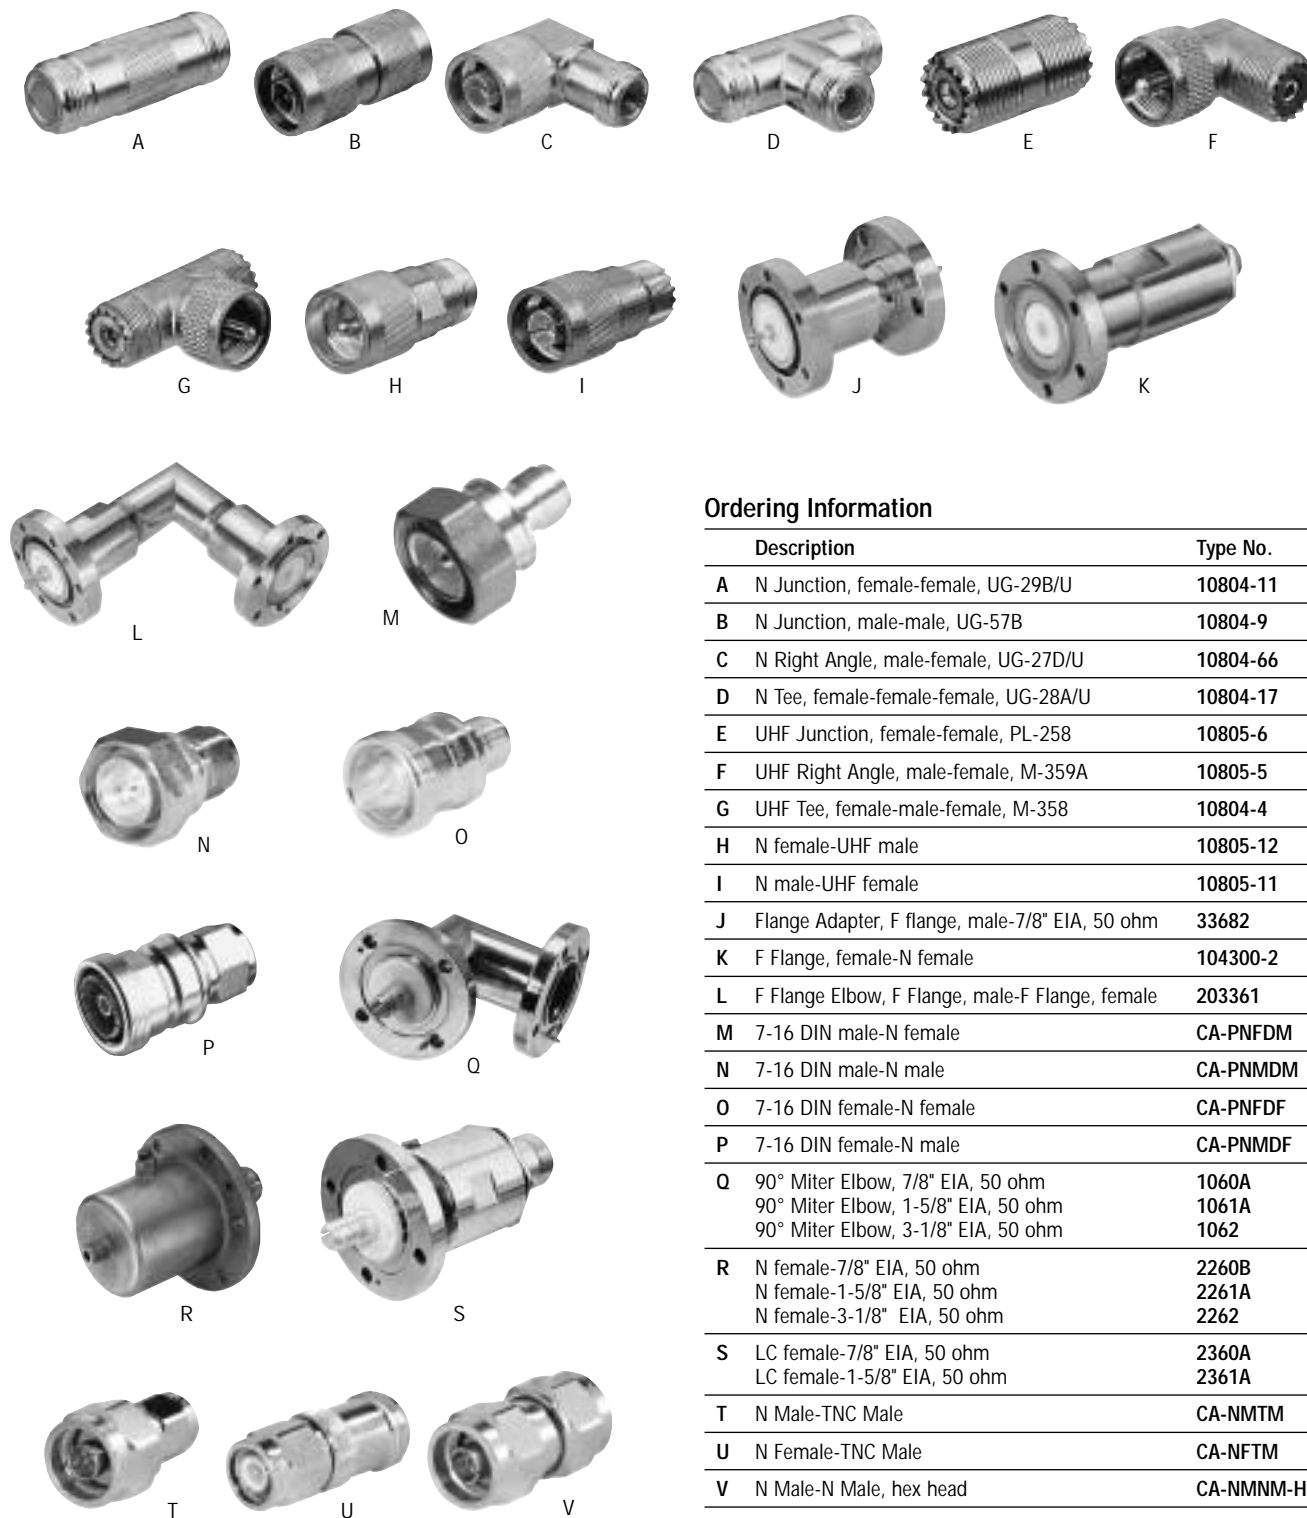 A B C D E F
G H I J K
L M
N O
P Q
R S
T U V
Ordering Information
Description Type No.
A N Junction, female-female, UG-29B/U 10804-11
B N Junction, male-male, UG-57B 10804-9
C N Right Angle, male-female, UG-27D/U 10804-66
D N Tee, female-female-female, UG-28A/U 10804-17
E UHF Junction, female-female, PL-258 10805-6
F UHF Right Angle, male-female, M-359A 10805-5
G UHF Tee, female-male-female, M-358 10804-4
H N female-UHF male 10805-12
I N male-UHF female 10805-11
J Flange Adapter, F flange, male-7/8" EIA, 50 ohm 33682
K F Flange, female-N female 104300-2
L F Flange Elbow, F Flange, male-F Flange, female 203361
M 7-16 DIN male-N female CA-PNFDM
N 7-16 DIN male-N male CA-PNMDM
O 7-16 DIN female-N female CA-PNFDF
P 7-16 DIN female-N male CA-PNMDF
Q 90° Miter Elbow, 7/8" EIA, 50 ohm 1060A
90° Miter Elbow, 1-5/8" EIA, 50 ohm 1061A
90° Miter Elbow, 3-1/8" EIA, 50 ohm 1062
R N female-7/8" EIA, 50 ohm 2260B
N female-1-5/8" EIA, 50 ohm 2261A
N female-3-1/8" EIA, 50 ohm 2262
S LC female-7/8" EIA, 50 ohm 2360A
LC female-1-5/8" EIA, 50 ohm 2361A
T N Male-TNC Male CA-NMTM
U N Female-TNC Male CA-NFTM
V N Male-N Male, hex head CA-NMNM-H